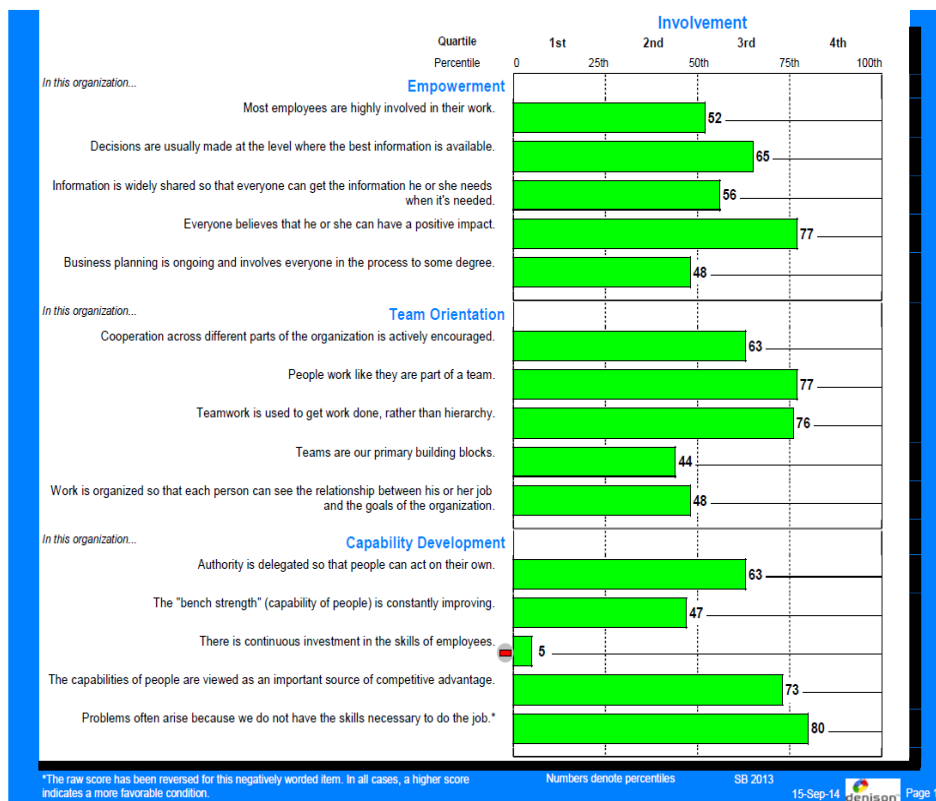 Involvement
Quartile 1st 2nd 3rd 4th
Percentile 0 25th 50th 75th 100th
In this organization...
Empowerment
Most employees are highly involved in their work.
52
Decisions are usually made at the level where the best information is available.
65
Information is widely shared so that everyone can get the information he or she needs
when it's needed.
56
Everyone believes that he or she can have a positive impact.
77
Business planning is ongoing and involves everyone in the process to some degree.
48
In this organization...
Team Orientation
Cooperation across different parts of the organization is actively encouraged.
63
People work like they are part of a team.
77
Teamwork is used to get work done, rather than hierarchy.
76
Teams are our primary building blocks.
44
Work is organized so that each person can see the relationship between his or her job
and the goals of the organization.
48
In this organization...
Capability Development
Authority is delegated so that people can act on their own.
63
The "bench strength" (capability of people) is constantly improving.
47
There is continuous investment in the skills of employees.
5
The capabilities of people are viewed as an important source of competitive advantage.
73
Problems often arise because we do not have the skills necessary to do the job.*
80
*The raw score has been reversed for this negatively worded item. In all cases, a higher score
indicates a more favorable condition.
Numbers denote percentiles
SB 2013
15-Sep-14
denison
Page 1